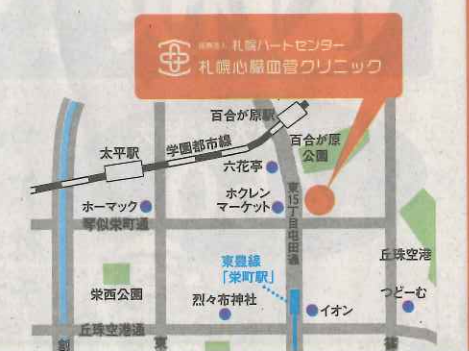 医療法人 札幌ハートセンター
札幌心臓血管クリニック
百合が原駅
百合が原
公園
学園都市線
太平駅
六花亭
ホクレン
マーケット
ホーマック
琴似栄町通
東15丁目屯田通
丘珠空港
東豊線
「栄町駅」
栄西公園
烈々布神社
イオン
つどーむ
丘珠空港通
創
東